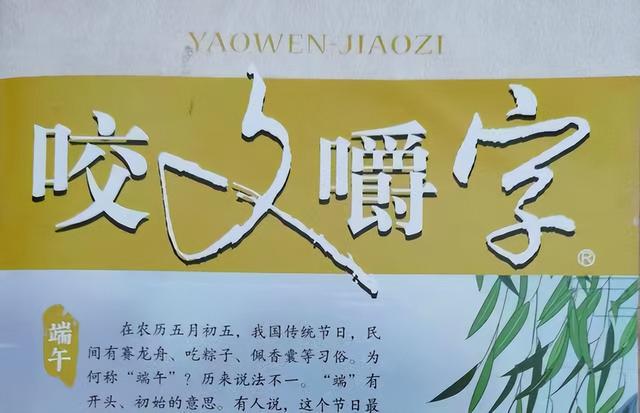 YAOWEN-JIAOZI
咬文嚼字
®
端午
在农历五月初五，我国传统节日，民
间有赛龙舟、吃粽子、佩香囊等习俗。为
何称“端午”？历来说法不一。“端”有
开头、初始的意思。有人说，这个节日最